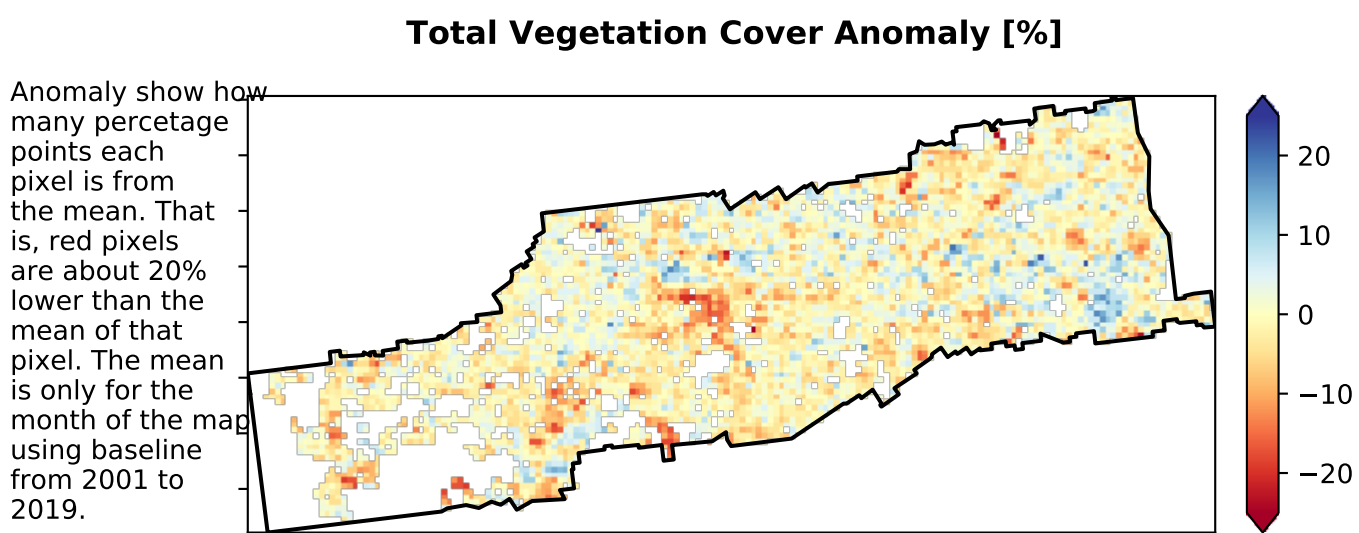 Total Vegetation Cover Anomaly [%]
Anomaly show how
many percetage
points each
pixel is from
the mean. That
is, red pixels
are about 20%
lower than the
mean of that
pixel. The mean
is only for the
month of the map
using baseline
from 2001 to
2019.
20
10
0
−10
−20